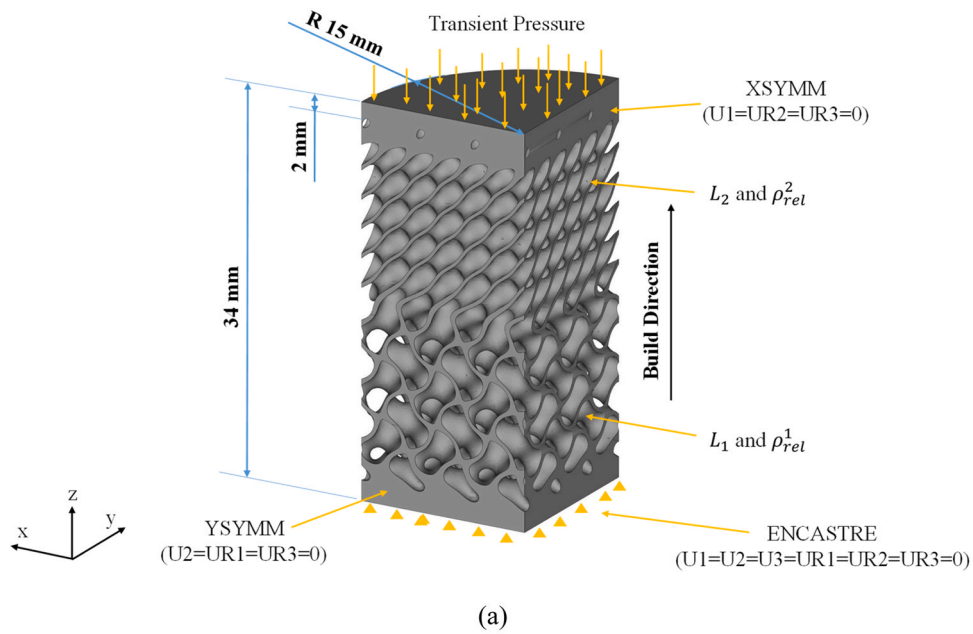 Transient Pressure
R 15 mm
XSYMM
(U1=UR2=UR3=0)
2 mm
L₂ and ρ²rel
Build Direction
34 mm
L₁ and ρ¹rel
z
x
y
YSYMM
(U2=UR1=UR3=0)
ENCASTRE
(U1=U2=U3=UR1=UR2=UR3=0)
(a)